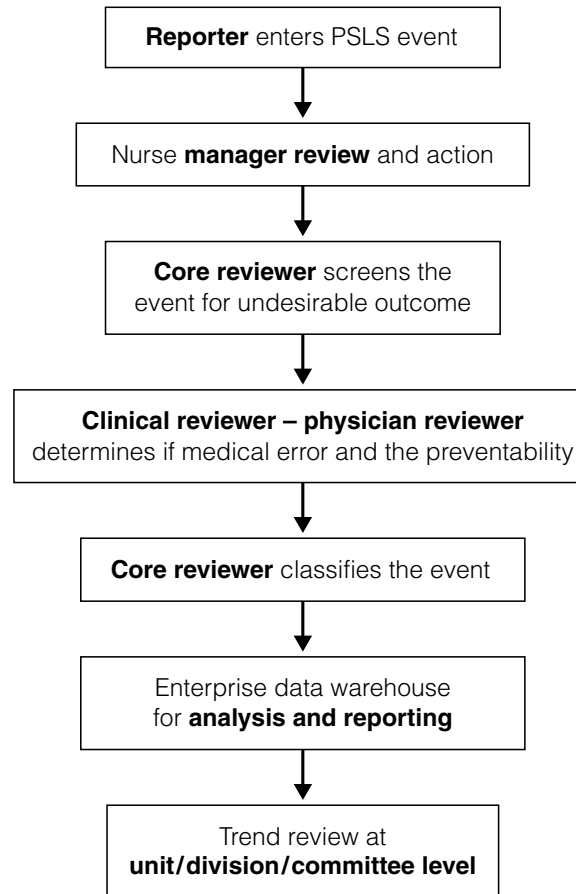 Reporter enters PSLS event
Nurse manager review and action
Core reviewer screens the
event for undesirable outcome
Clinical reviewer – physician reviewer
determines if medical error and the preventability
Core reviewer classifies the event
Enterprise data warehouse
for analysis and reporting
Trend review at
unit/division/committee level